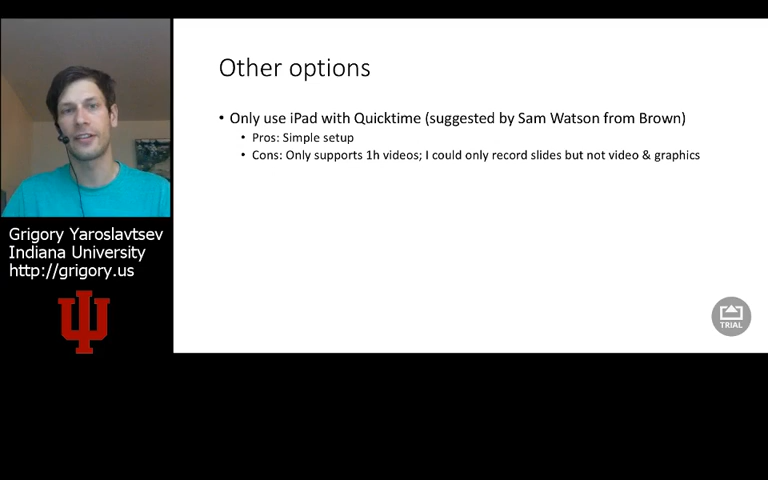 Other options
• Only use iPad with Quicktime (suggested by Sam Watson from Brown)
• Pros: Simple setup
• Cons: Only supports 1h videos; I could only record slides but not video & graphics
Grigory Yaroslavtsev
Indiana University
http://grigory.us
TRIAL